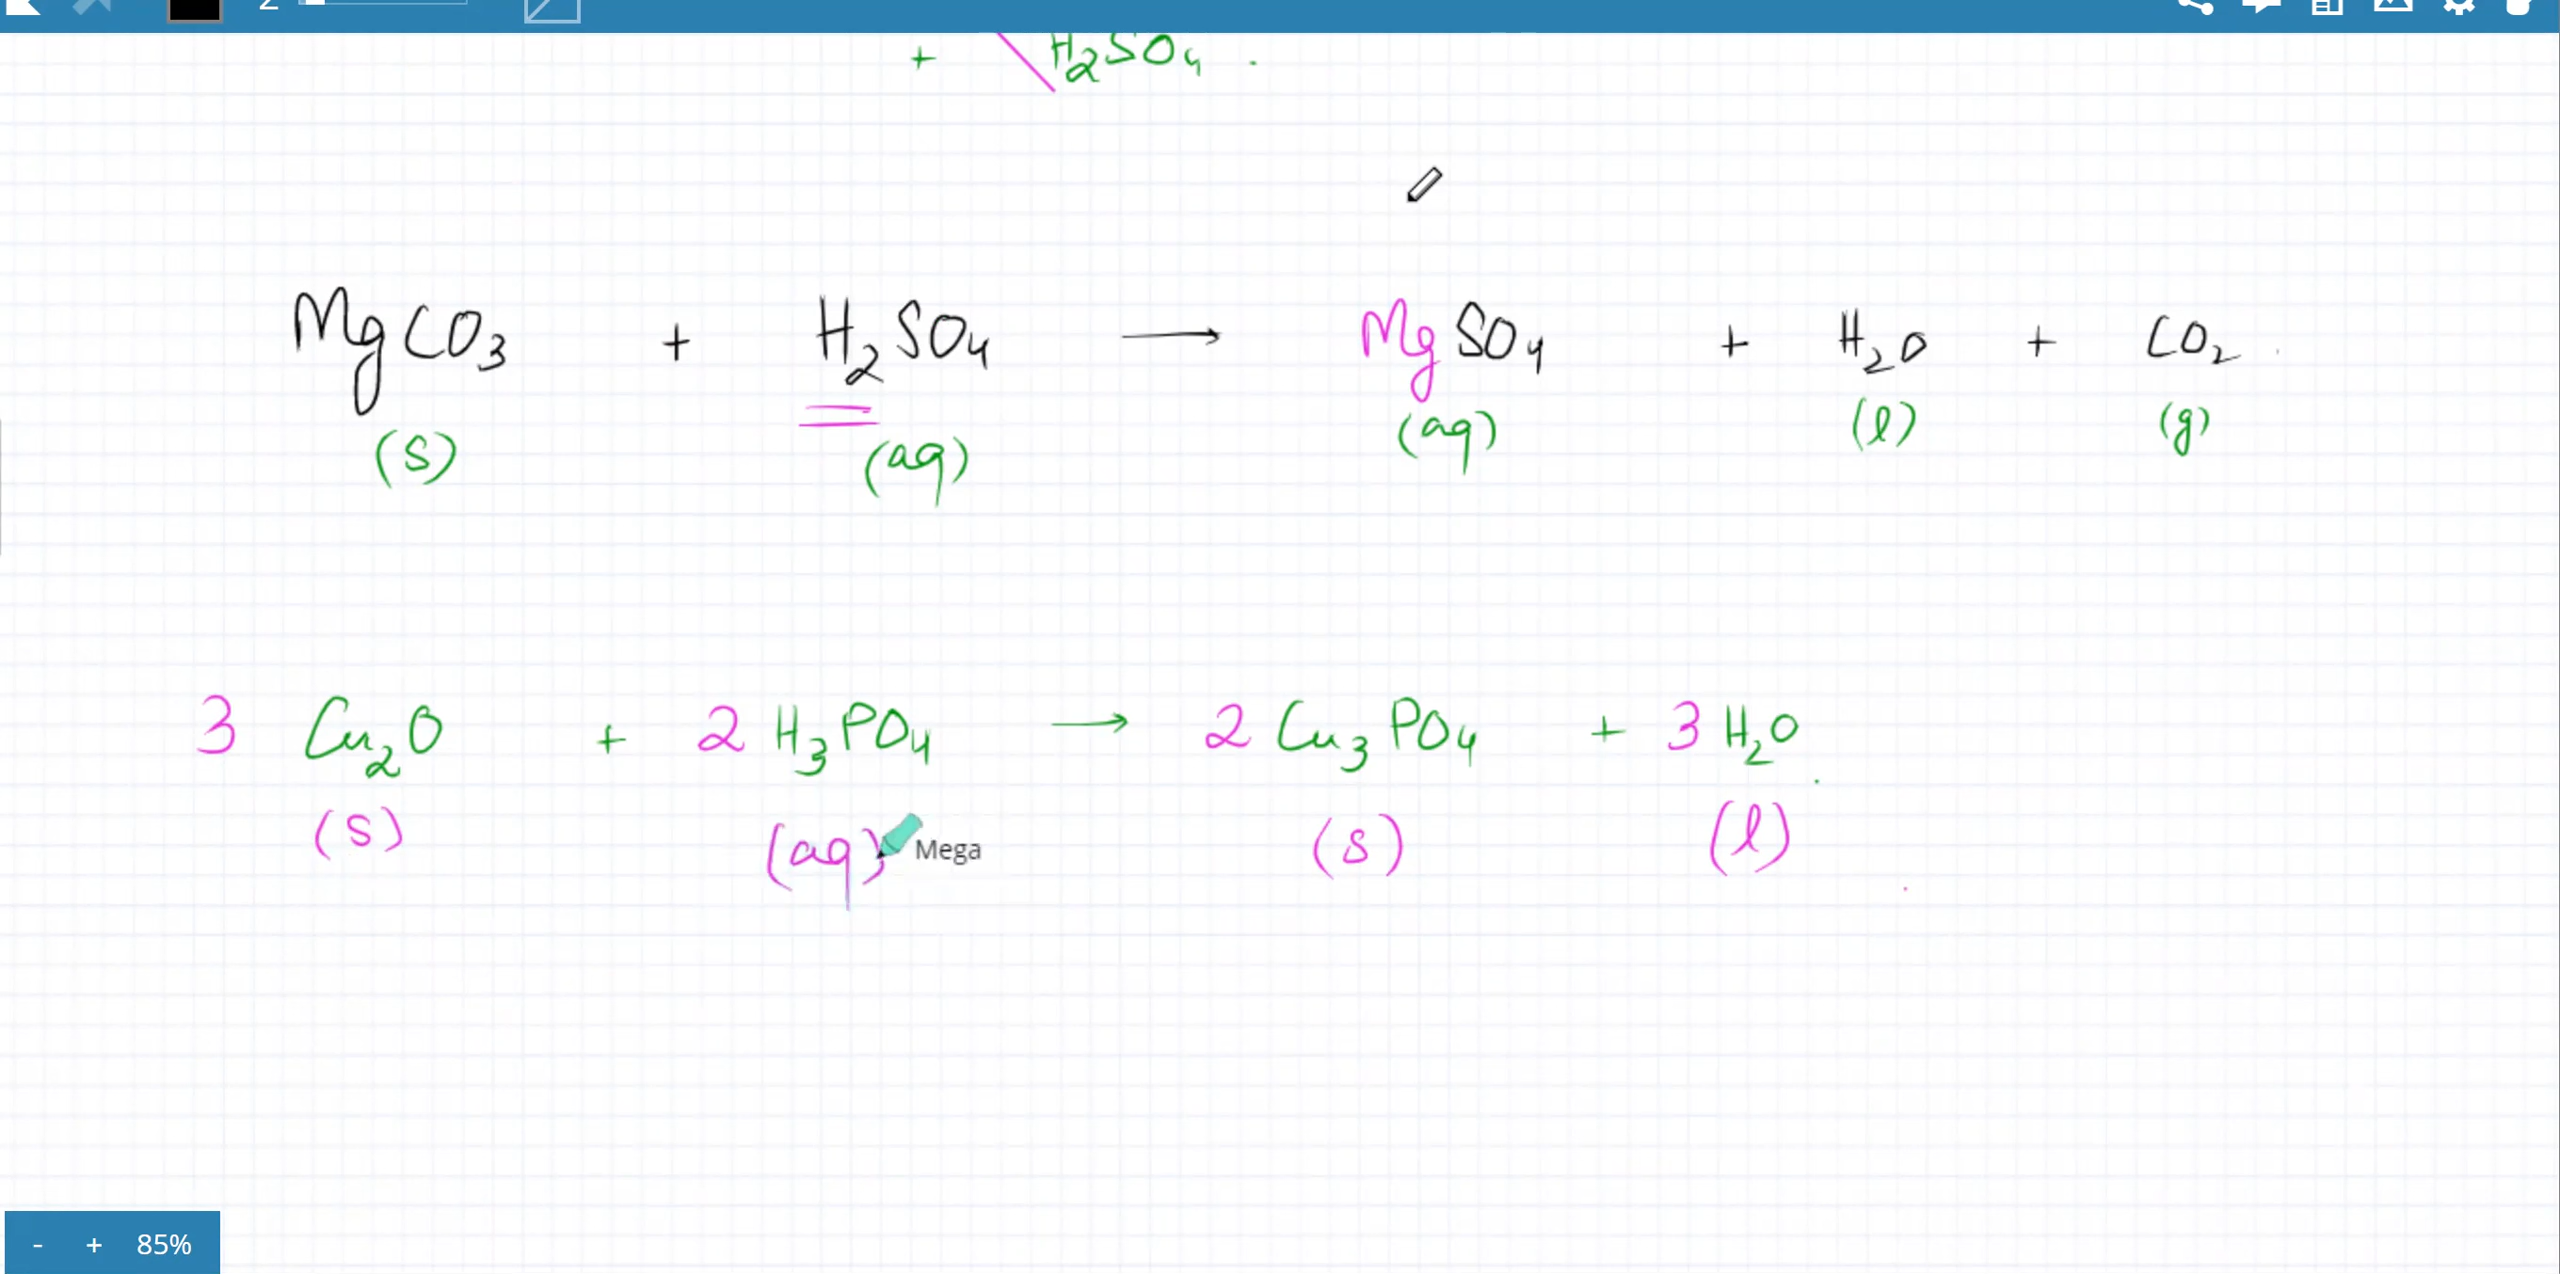 2
+ H₂SO₄ .
MgCO₃ + H₂SO₄ → MgSO₄ + H₂O + CO₂
(s) (aq) (aq) (l) (g)
3 Cu₂O + 2 H₃PO₄ → 2 Cu₃PO₄ + 3 H₂O
(s) (aq) Mega (s) (l)
- + 85%